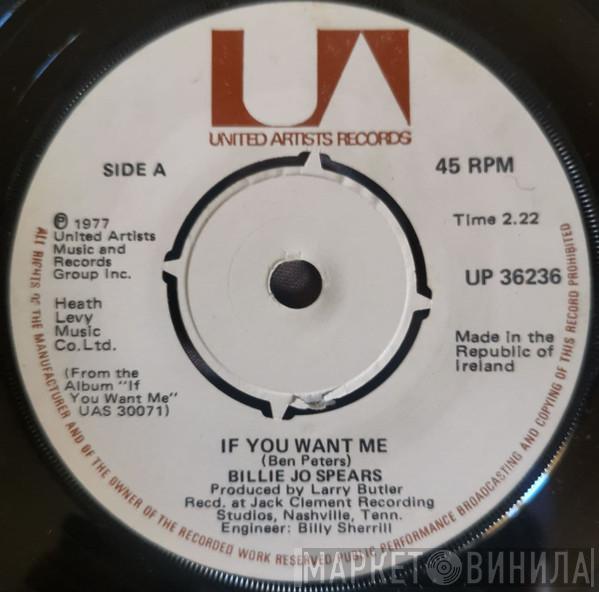 UA
UNITED ARTISTS RECORDS
SIDE A
45 RPM
℗ 1977
United Artists
Music and
Records
Group Inc.
Heath
Levy
Music
Co. Ltd.
(From the
Album "If
You Want Me"
UAS 30071)
Time 2.22
UP 36236
Made in the
Republic of
Ireland
IF YOU WANT ME
(Ben Peters)
BILLIE JO SPEARS
Produced by Larry Butler
Recd. at Jack Clement Recording
Studios, Nashville, Tenn.
Engineer: Billy Sherrill
ALL RIGHTS OF THE MANUFACTURER AND OF THE OWNER OF THE RECORDED WORK RESERVED/PUBLIC PERFORMANCE BROADCASTING AND COPYING OF THIS RECORD PROHIBITED
МАРКЕТ ВИНИЛА